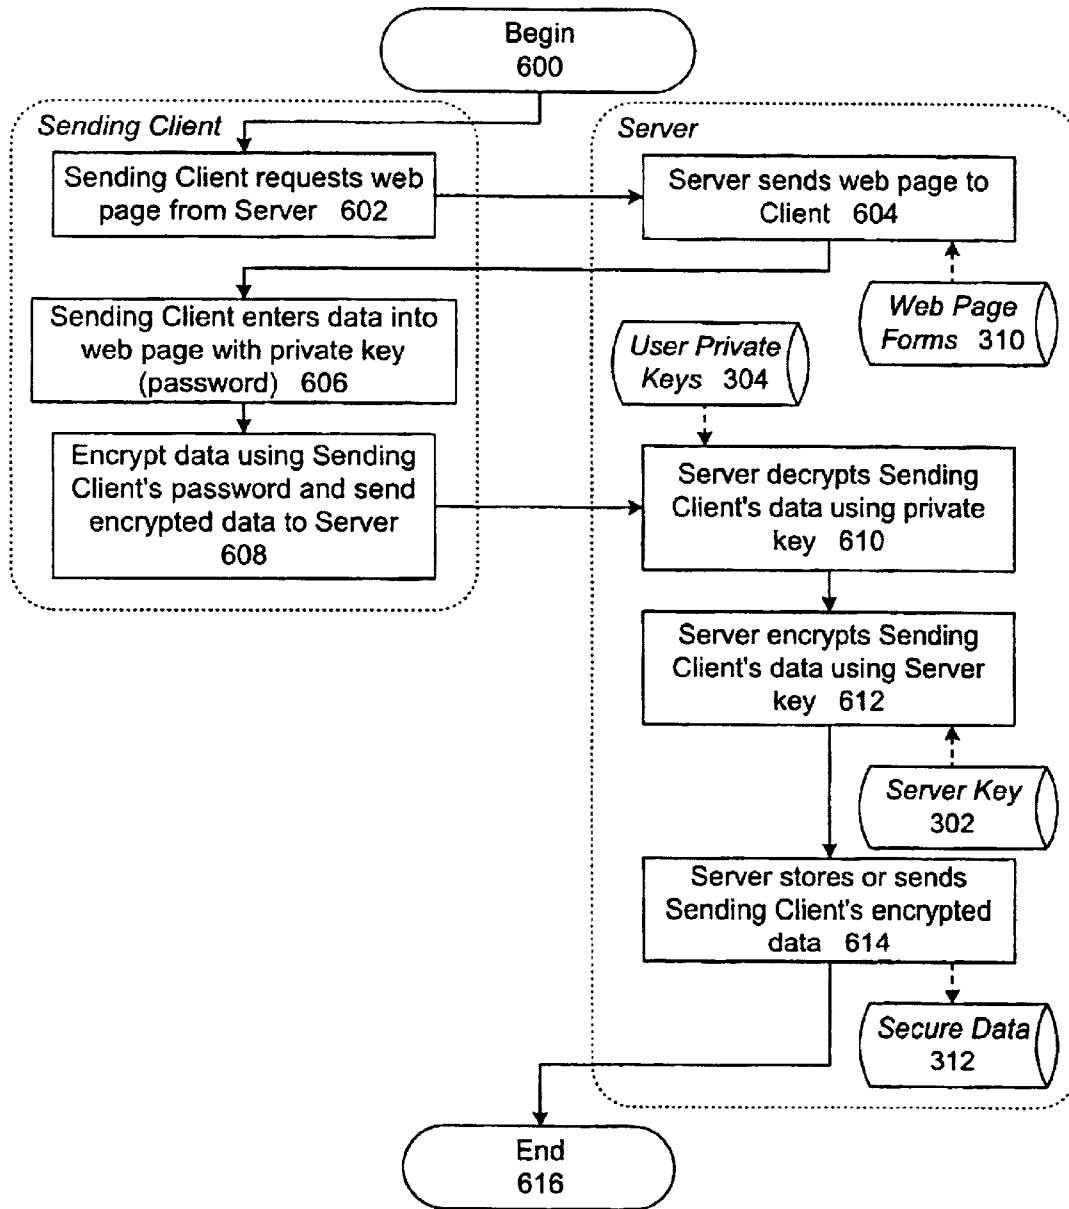 Begin
600
Sending Client
Server
Sending Client requests web
page from Server 602
Server sends web page to
Client 604
Web Page
Forms 310
Sending Client enters data into
web page with private key
(password) 606
User Private
Keys 304
Encrypt data using Sending
Client's password and send
encrypted data to Server
608
Server decrypts Sending
Client's data using private
key 610
Server encrypts Sending
Client's data using Server
key 612
Server Key
302
Server stores or sends
Sending Client's encrypted
data 614
Secure Data
312
End
616